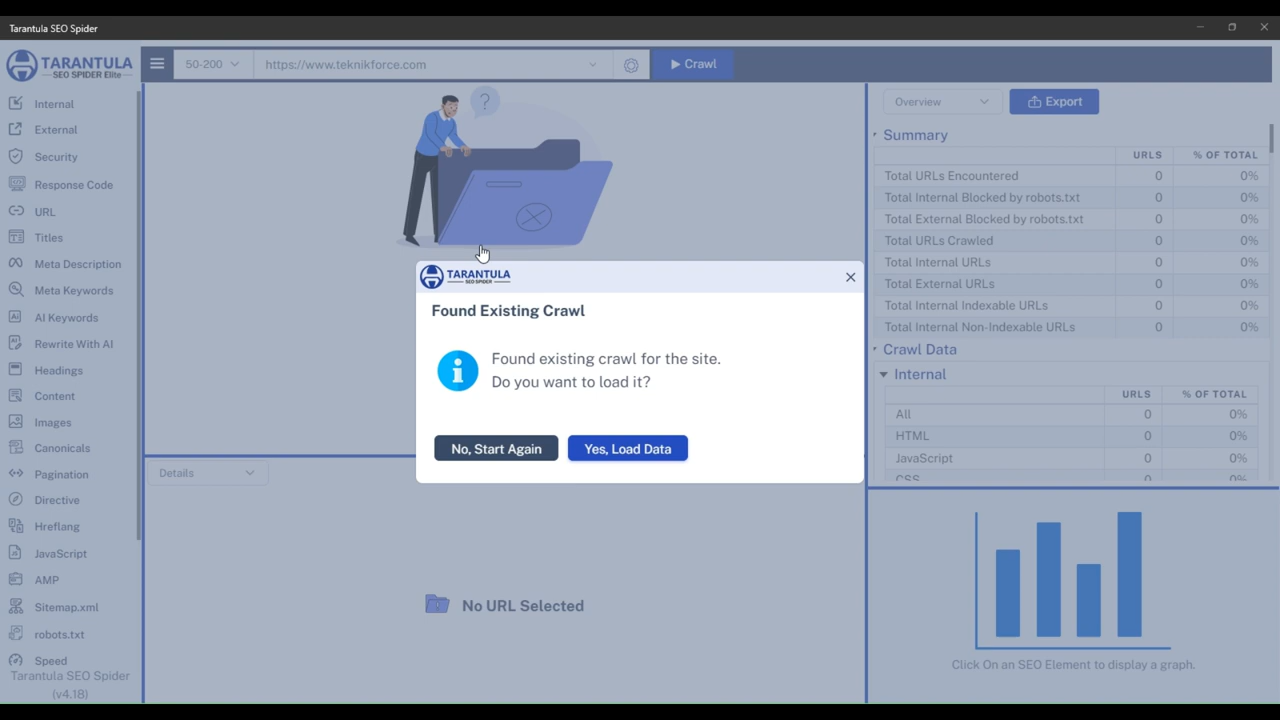 Tarantula SEO Spider
TARANTULA
SEO SPIDER Elite
50-200
https://www.teknikforce.com
Crawl
Internal
External
Security
Response Code
URL
Titles
Meta Description
Meta Keywords
AI Keywords
Rewrite With AI
Headings
Content
Images
Canonicals
Pagination
Directive
Hreflang
JavaScript
AMP
Sitemap.xml
robots.txt
Speed
Tarantula SEO Spider
(v4.18)
?
TARANTULA
SEO SPIDER
Found Existing Crawl
Found existing crawl for the site.
Do you want to load it?
No, Start Again
Yes, Load Data
Details
No URL Selected
Overview
Export
Summary
URLS % OF TOTAL
Total URLs Encountered 0 0%
Total Internal Blocked by robots.txt 0 0%
Total External Blocked by robots.txt 0 0%
Total URLs Crawled 0 0%
Total Internal URLs 0 0%
Total External URLs 0 0%
Total Internal Indexable URLs 0 0%
Total Internal Non-Indexable URLs 0 0%
Crawl Data
Internal
URLS % OF TOTAL
All 0 0%
HTML 0 0%
JavaScript 0 0%
CSS 0 0%
Click On an SEO Element to display a graph.